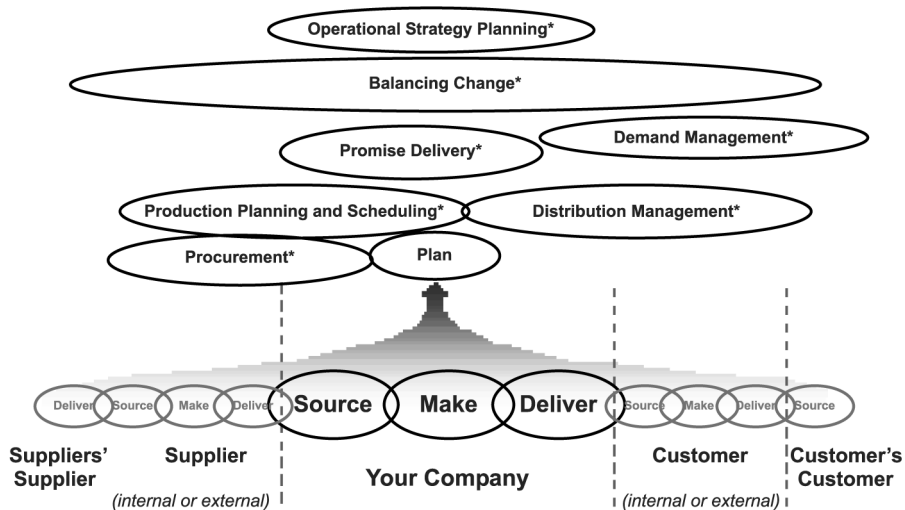 Operational Strategy Planning*
Balancing Change*
Demand Management*
Promise Delivery*
Production Planning and Scheduling*
Distribution Management*
Procurement*
Plan
Deliver
Source
Make
Deliver
Source
Make
Deliver
Source
Make
Deliver
Source
Suppliers'
Supplier
Supplier
(internal or external)
Your Company
Customer
(internal or external)
Customer's
Customer